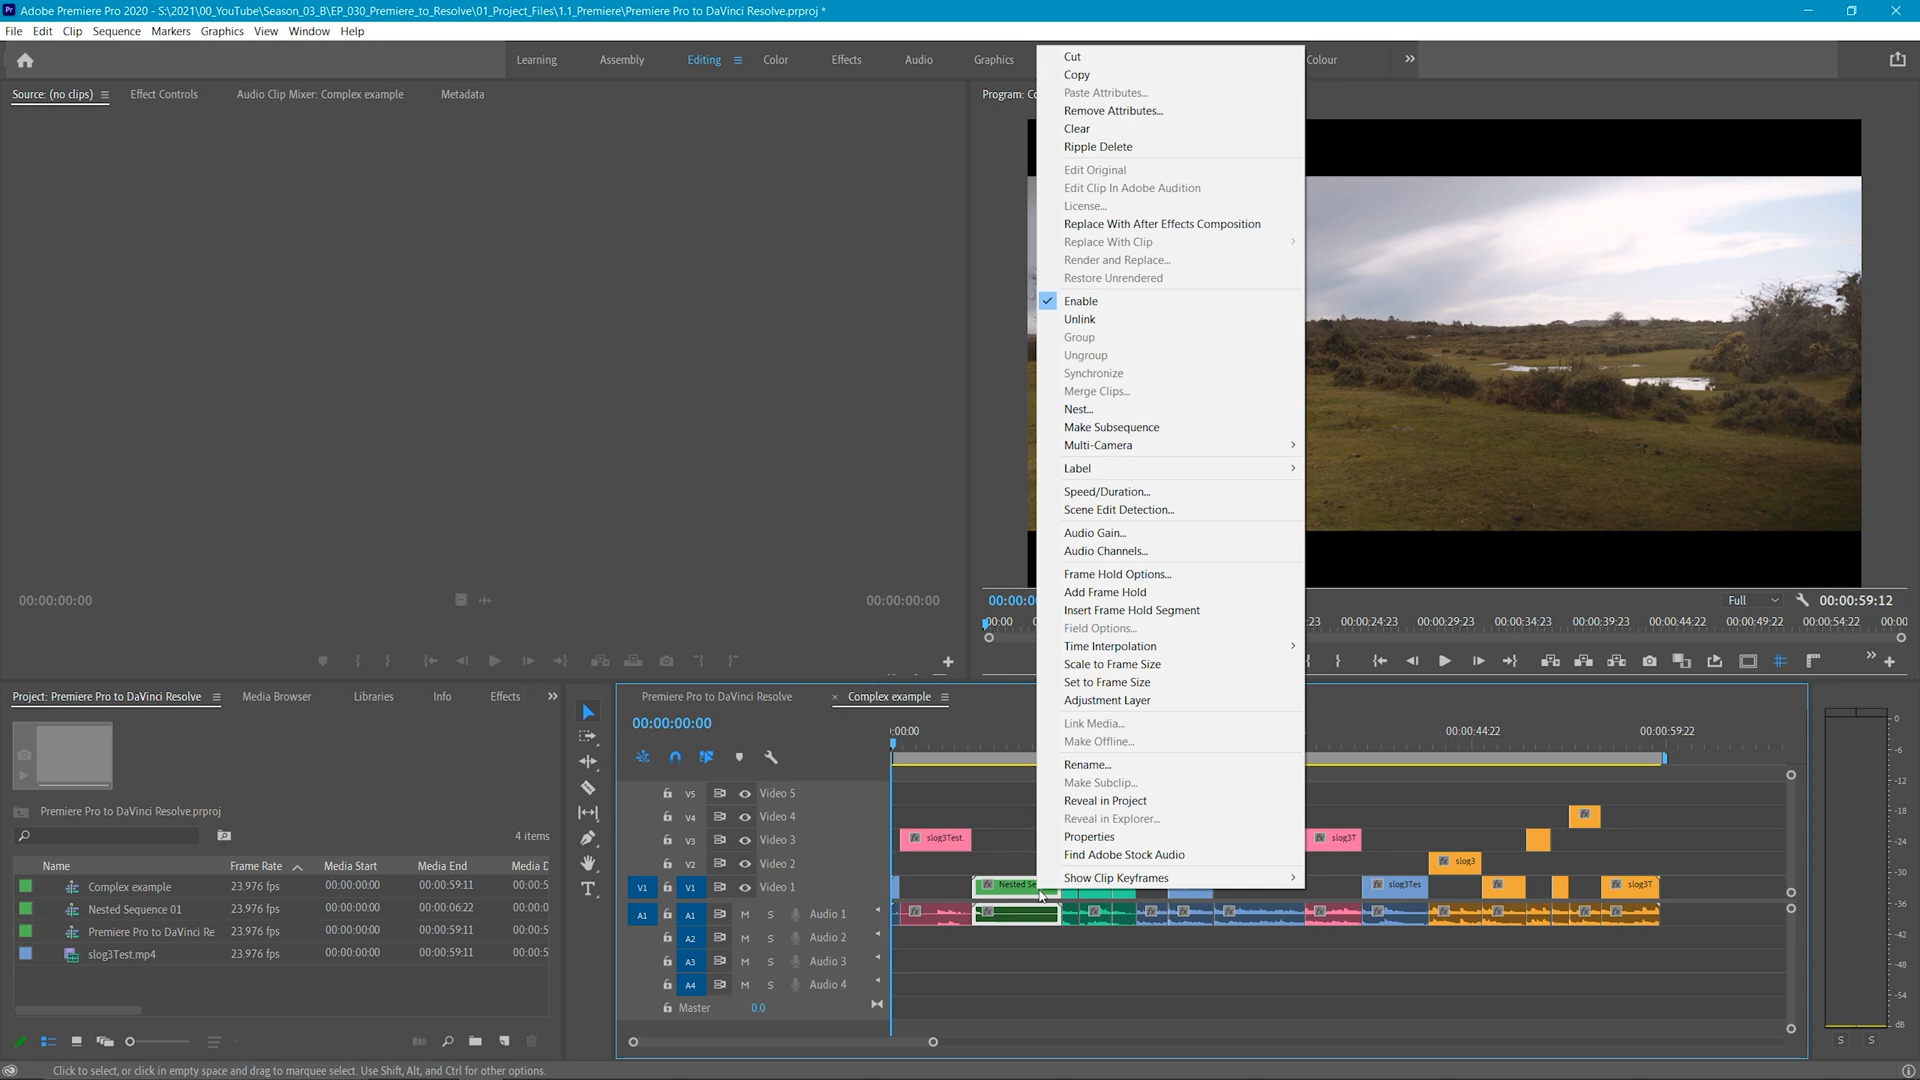 Adobe Premiere Pro 2020 - S:\2021\00_YouTube\Season_03_B\EP_030_Premiere_to_Resolve\01_Project_Files\1.1_Premiere\Premiere Pro to DaVinci Resolve.prproj *
File Edit Clip Sequence Markers Graphics View Window Help
Learning Assembly Editing Color Effects Audio Graphics Colour
Source: (no clips) Effect Controls Audio Clip Mixer: Complex example Metadata
Program: Co
Cut
Copy
Paste Attributes...
Remove Attributes...
Clear
Ripple Delete
Edit Original
Edit Clip In Adobe Audition
License...
Replace With After Effects Composition
Replace With Clip
Render and Replace...
Restore Unrendered
Enable
Unlink
Group
Ungroup
Synchronize
Merge Clips...
Nest...
Make Subsequence
Multi-Camera
Label
Speed/Duration...
Scene Edit Detection...
Audio Gain...
Audio Channels...
Frame Hold Options...
Add Frame Hold
Insert Frame Hold Segment
Field Options...
Time Interpolation
Scale to Frame Size
Set to Frame Size
Adjustment Layer
Link Media...
Make Offline...
Rename...
Make Subclip...
Reveal in Project
Reveal in Explorer...
Properties
Find Adobe Stock Audio
Show Clip Keyframes
00:00:00:00 00:00:00:00
00:00:0 Full 00:00:59:12
:00:00 0 :23 00:00:24:23 00:00:29:23 00:00:34:23 00:00:39:23 00:00:44:22 00:00:49:22 00:00:54:22 00:00
Project: Premiere Pro to DaVinci Resolve Media Browser Libraries Info Effects
Premiere Pro to DaVinci Resolve.prproj
4 items
Name Frame Rate Media Start Media End Media D
Complex example 23.976 fps 00:00:00:00 00:00:59:11 00:00:5
Nested Sequence 01 23.976 fps 00:00:00:00 00:00:06:22 00:00:0
Premiere Pro to DaVinci Re 23.976 fps 00:00:00:00 00:00:59:11 00:00:5
slog3Test.mp4 23.976 fps 00:00:00:00 00:00:59:11 00:00:5
Premiere Pro to DaVinci Resolve × Complex example
00:00:00:00
:00:00 00:00:44:22 00:00:59:22
V5 Video 5
V4 Video 4
V3 Video 3 slog3Test. slog3T
V2 Video 2 slog3
V1 V1 Video 1 Nested Se slog3Tes slog3T
A1 A1 M S Audio 1
A2 M S Audio 2
A3 M S Audio 3
A4 M S Audio 4
Master 0.0
0
-6
-12
-18
-24
-30
-36
-42
-48
-54
dB
S S
Click to select, or click in empty space and drag to marquee select. Use Shift, Alt, and Ctrl for other options.